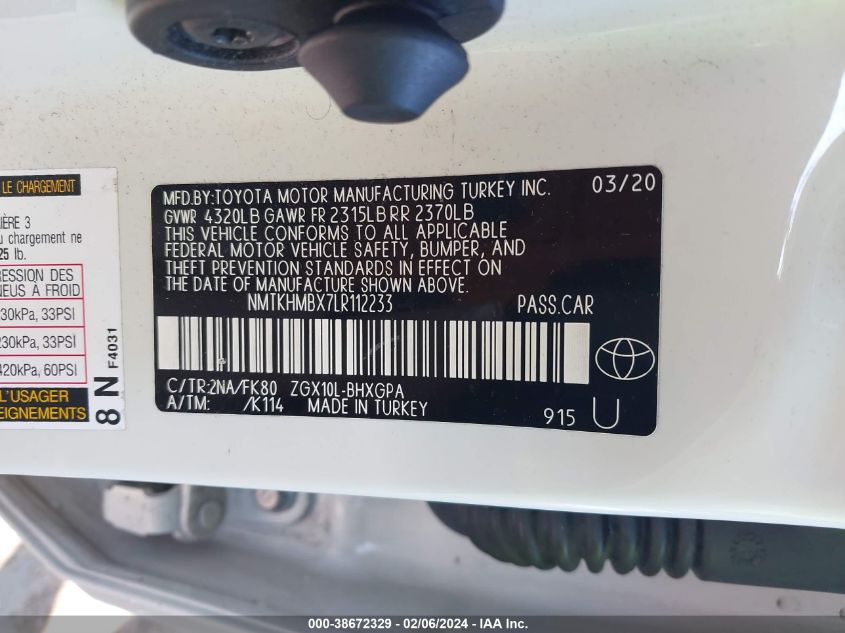 LE CHARGEMENT
IÈRE 3
u chargement ne
25 lb.
RESSION DES
NEUS À FROID
30kPa, 33PSI
230kPa, 33PSI
420kPa, 60PSI
L'USAGER
EIGNEMENTS
8 N F4031
MFD.BY:TOYOTA MOTOR MANUFACTURING TURKEY INC. 03/20
GVWR 4320LB GAWR FR 2315LB RR 2370LB
THIS VEHICLE CONFORMS TO ALL APPLICABLE
FEDERAL MOTOR VEHICLE SAFETY, BUMPER, AND
THEFT PREVENTION STANDARDS IN EFFECT ON
THE DATE OF MANUFACTURE SHOWN ABOVE.
NMTKHMBX7LR112233 PASS.CAR
C/TR:2NA/FK80 ZGX10L-BHXGPA
A/TM: /K114 MADE IN TURKEY 915 U
000-38672329 - 02/06/2024 - IAA Inc.